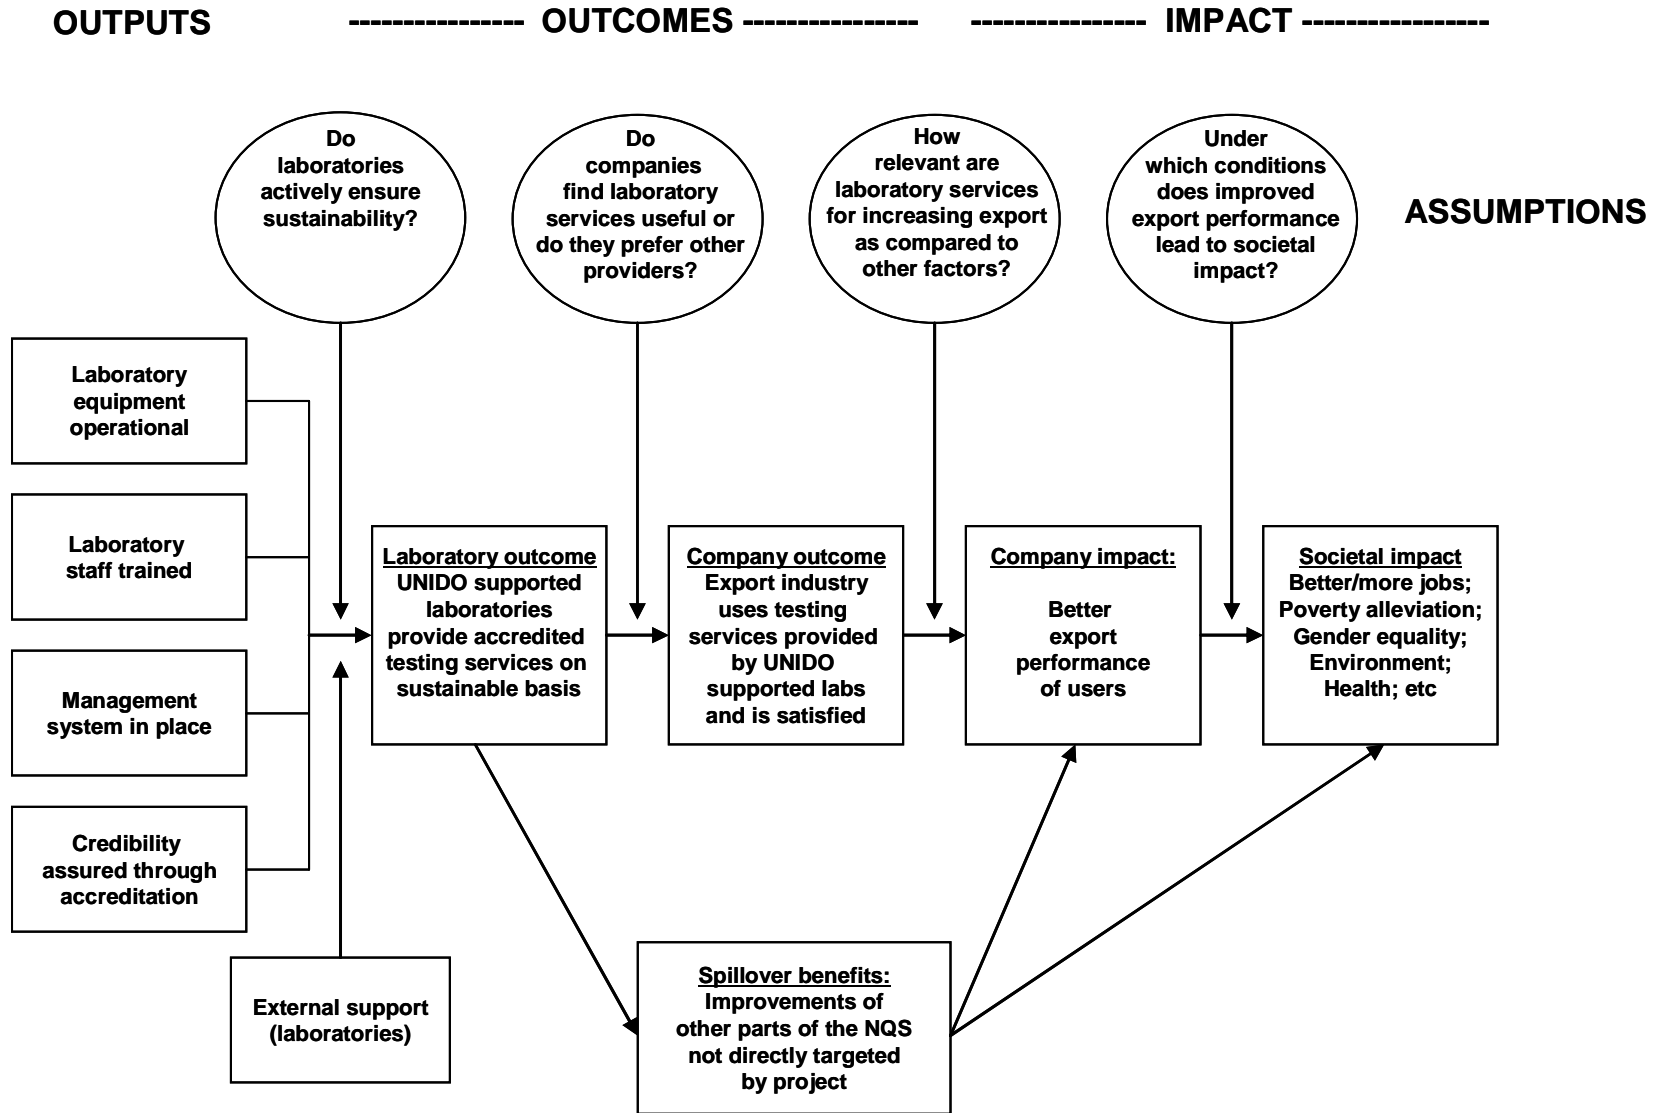 OUTPUTS
---------------- OUTCOMES ----------------
---------------- IMPACT -----------------
Do
laboratories
actively ensure
sustainability?
Do
companies
find laboratory
services useful or
do they prefer other
providers?
How
relevant are
laboratory services
for increasing export
as compared to
other factors?
Under
which conditions
does improved
export performance
lead to societal
impact?
ASSUMPTIONS
Laboratory
equipment
operational
Laboratory
staff trained
Management
system in place
Credibility
assured through
accreditation
External support
(laboratories)
Laboratory outcome
UNIDO supported
laboratories
provide accredited
testing services on
sustainable basis
Company outcome
Export industry
uses testing
services provided
by UNIDO
supported labs
and is satisfied
Company impact:
Better
export
performance
of users
Societal impact
Better/more jobs;
Poverty alleviation;
Gender equality;
Environment;
Health; etc
Spillover benefits:
Improvements of
other parts of the NQS
not directly targeted
by project